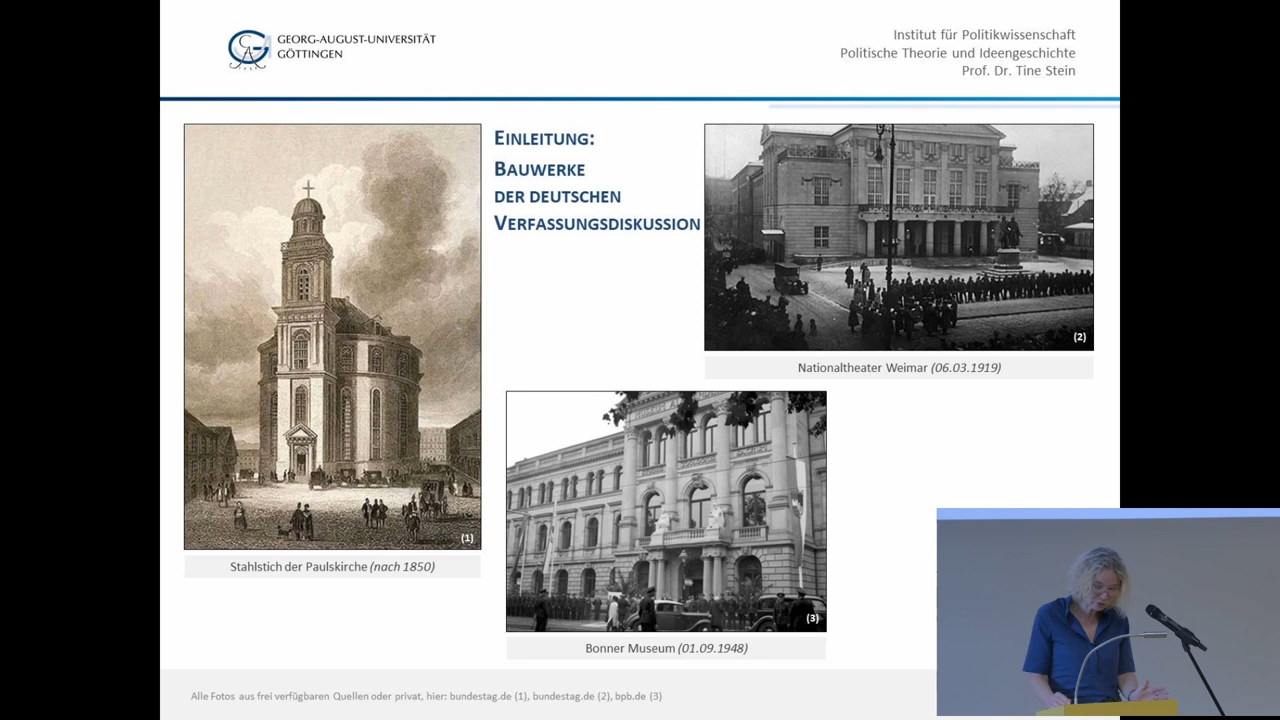 GEORG-AUGUST-UNIVERSITÄT
GÖTTINGEN
Institut für Politikwissenschaft
Politische Theorie und Ideengeschichte
Prof. Dr. Tine Stein
EINLEITUNG:
BAUWERKE
DER DEUTSCHEN
VERFASSUNGSDISKUSSION
(1)
Stahlstich der Paulskirche (nach 1850)
(2)
Nationaltheater Weimar (06.03.1919)
(3)
Bonner Museum (01.09.1948)
Alle Fotos aus frei verfügbaren Quellen oder privat, hier: bundestag.de (1), bundestag.de (2), bpb.de (3)